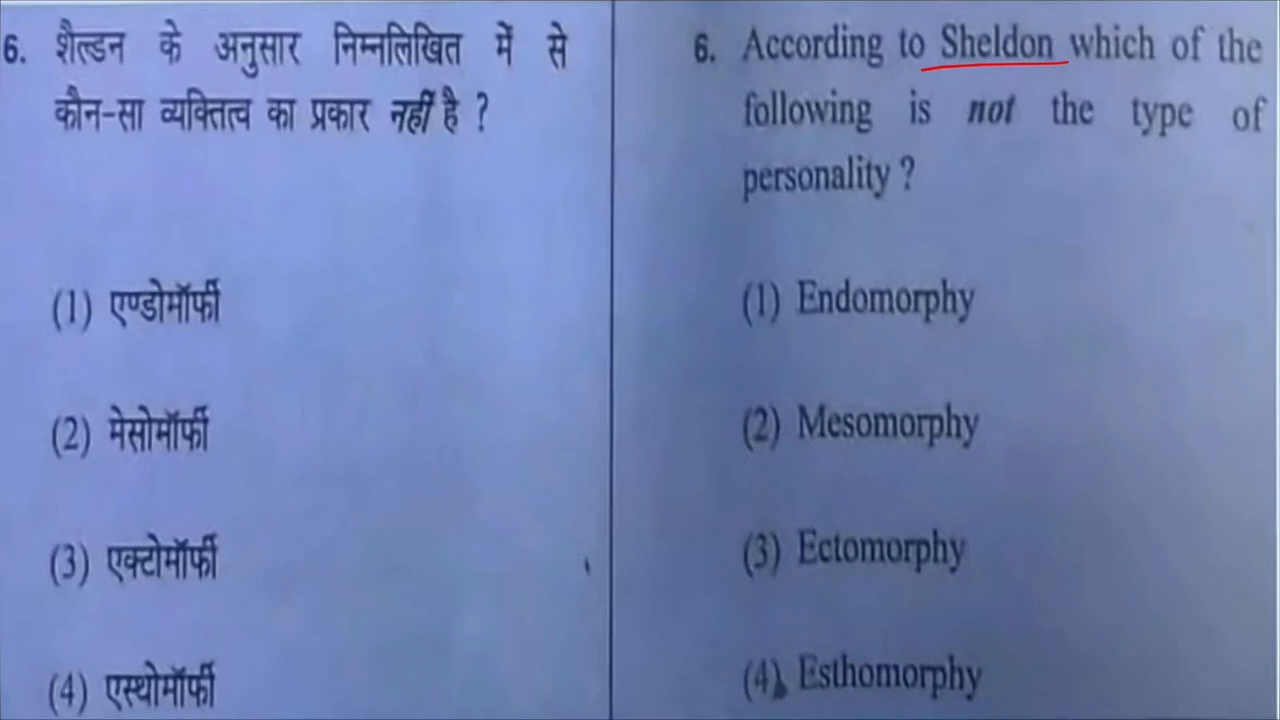 6. शैल्डन के अनुसार निम्नलिखित में से
कौन-सा व्यक्तित्व का प्रकार नहीं है ?
(1) एण्डोमॉर्फी
(2) मेसोमॉर्फी
(3) एक्टोमॉर्फी
(4) एस्थोमॉर्फी
6. According to Sheldon which of the
following is not the type of
personality ?
(1) Endomorphy
(2) Mesomorphy
(3) Ectomorphy
(4) Esthomorphy